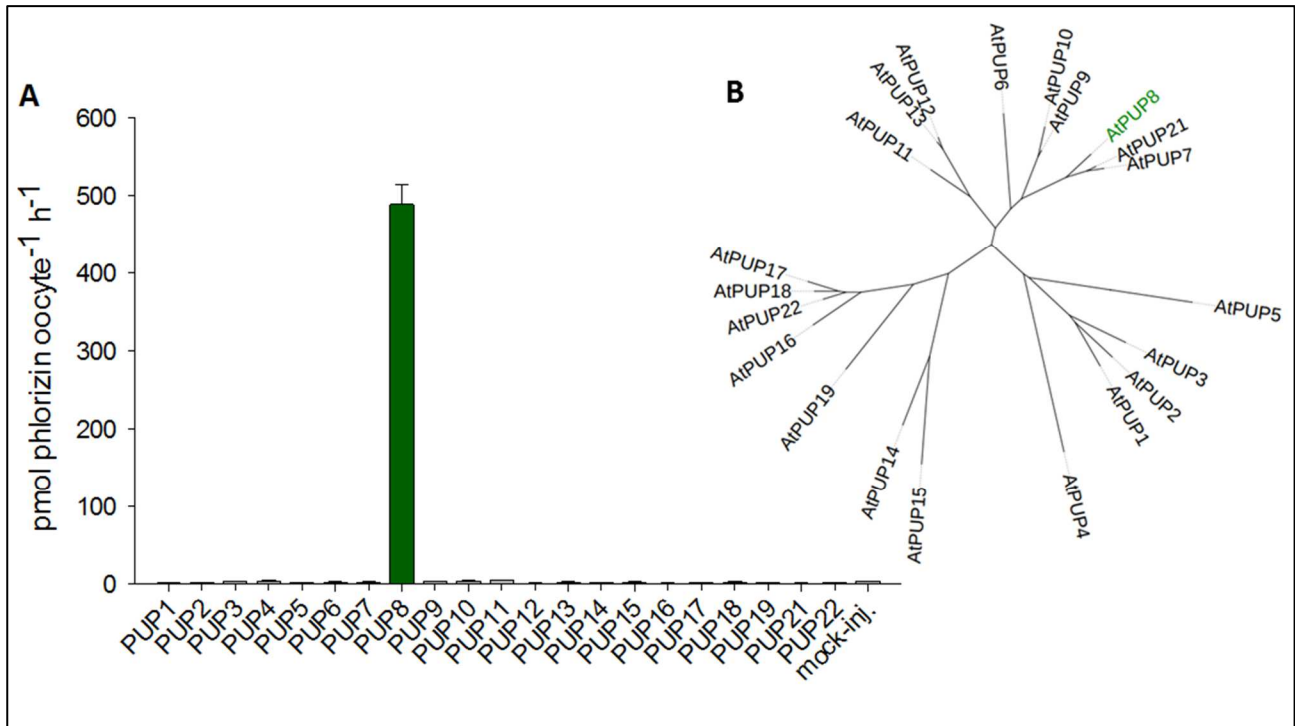 A
pmol phlorizin oocyte⁻¹ h⁻¹
600
500
400
300
200
100
0
PUP1
PUP2
PUP3
PUP4
PUP5
PUP6
PUP7
PUP8
PUP9
PUP10
PUP11
PUP12
PUP13
PUP14
PUP15
PUP16
PUP17
PUP18
PUP19
PUP21
PUP22
mock-inj.
B
AtPUP11
AtPUP13
AtPUP12
AtPUP6
AtPUP10
AtPUP9
AtPUP8
AtPUP21
AtPUP7
AtPUP5
AtPUP3
AtPUP2
AtPUP1
AtPUP4
AtPUP15
AtPUP14
AtPUP19
AtPUP16
AtPUP22
AtPUP18
AtPUP17